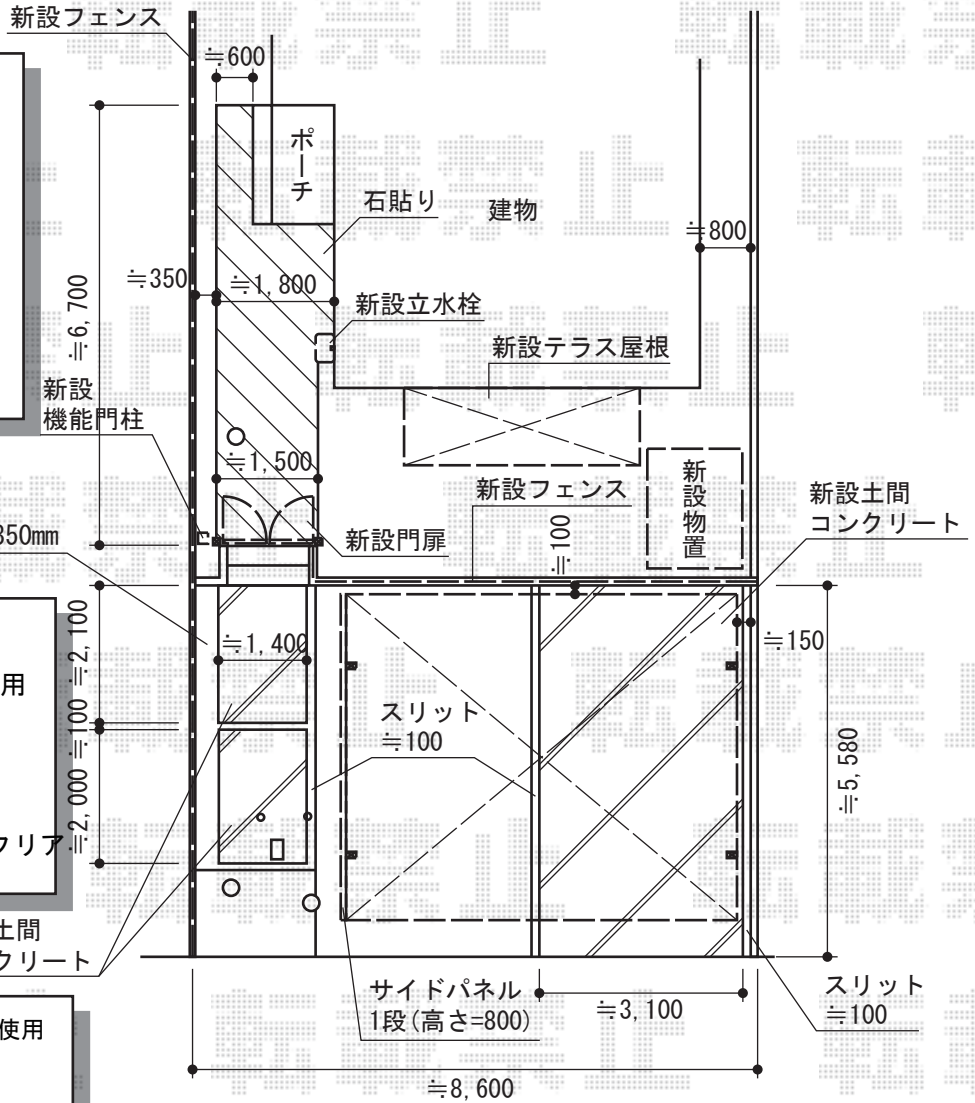 新設フェンス
≒600
ポーチ
石貼り
建物
≒800
≒350
≒1,800
≒6,700
新設立水栓
新設テラス屋根
新設
機能門柱
≒1,500
新設フェンス
新設物置
新設土間
コンクリート
350mm
新設門扉
≒100
≒2,100
≒1,400
≒150
用
スリット
≒100
≒100
≒5,580
≒2,000
クリア
土間
クリート
サイドパネル
1段(高さ=800)
≒3,100
スリット
≒100
使用
≒8,600
転載禁止